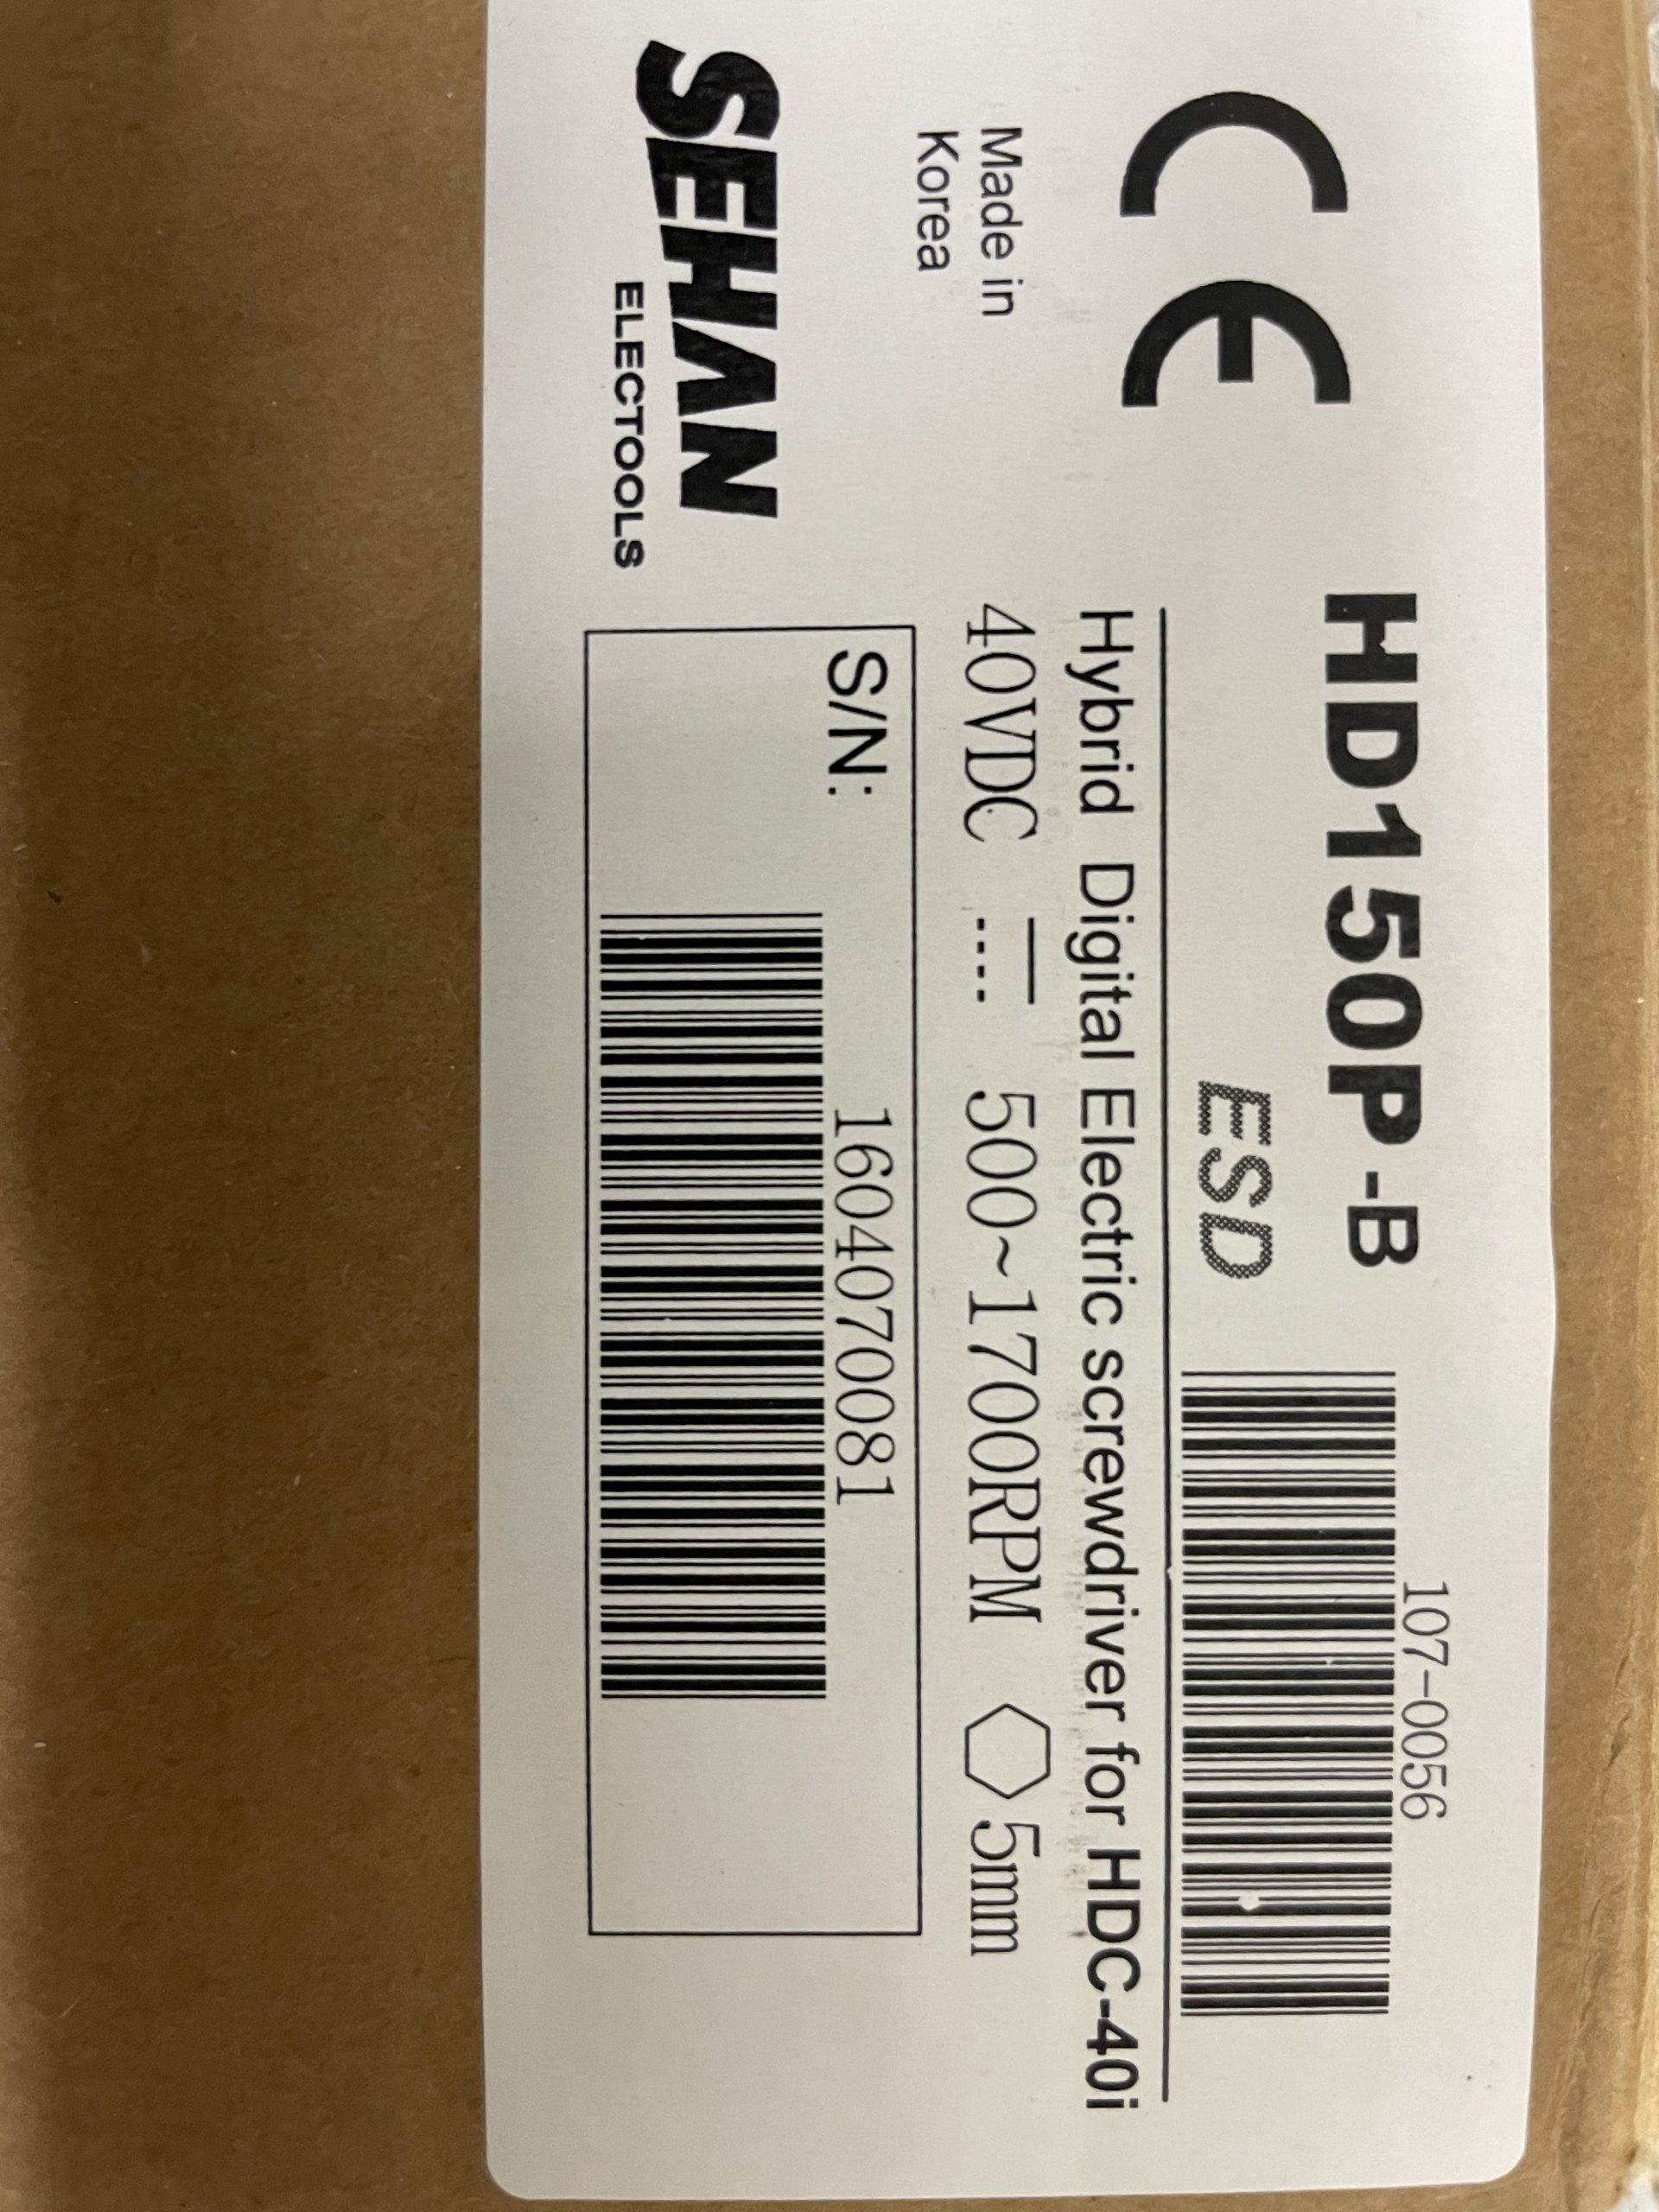 CE
HD150P-B
ESD
107-0056
Made in
Korea
Hybrid Digital Electric screwdriver for HDC-40i
40VDC 500~1700RPM ⬡ 5mm
SEHAN
ELECTOOLS
S/N:
1604070081